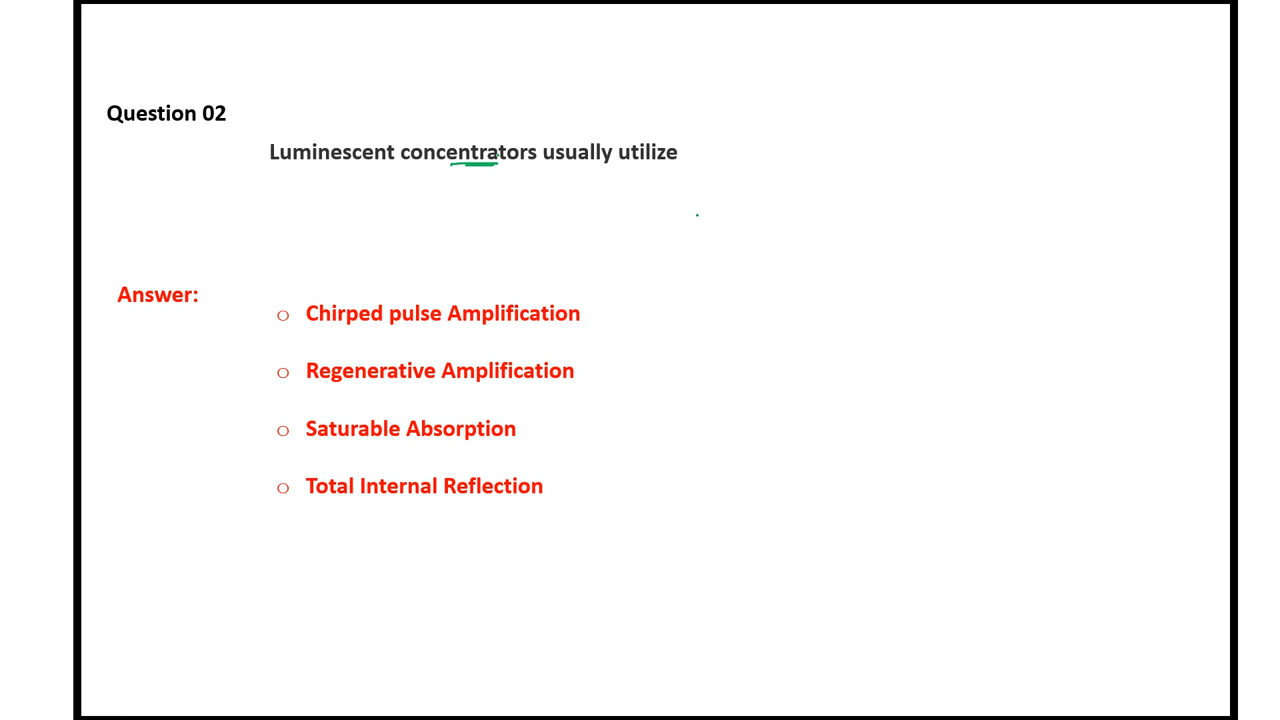 Question 02
Luminescent concentrators usually utilize
Answer:
Chirped pulse Amplification
Regenerative Amplification
Saturable Absorption
Total Internal Reflection